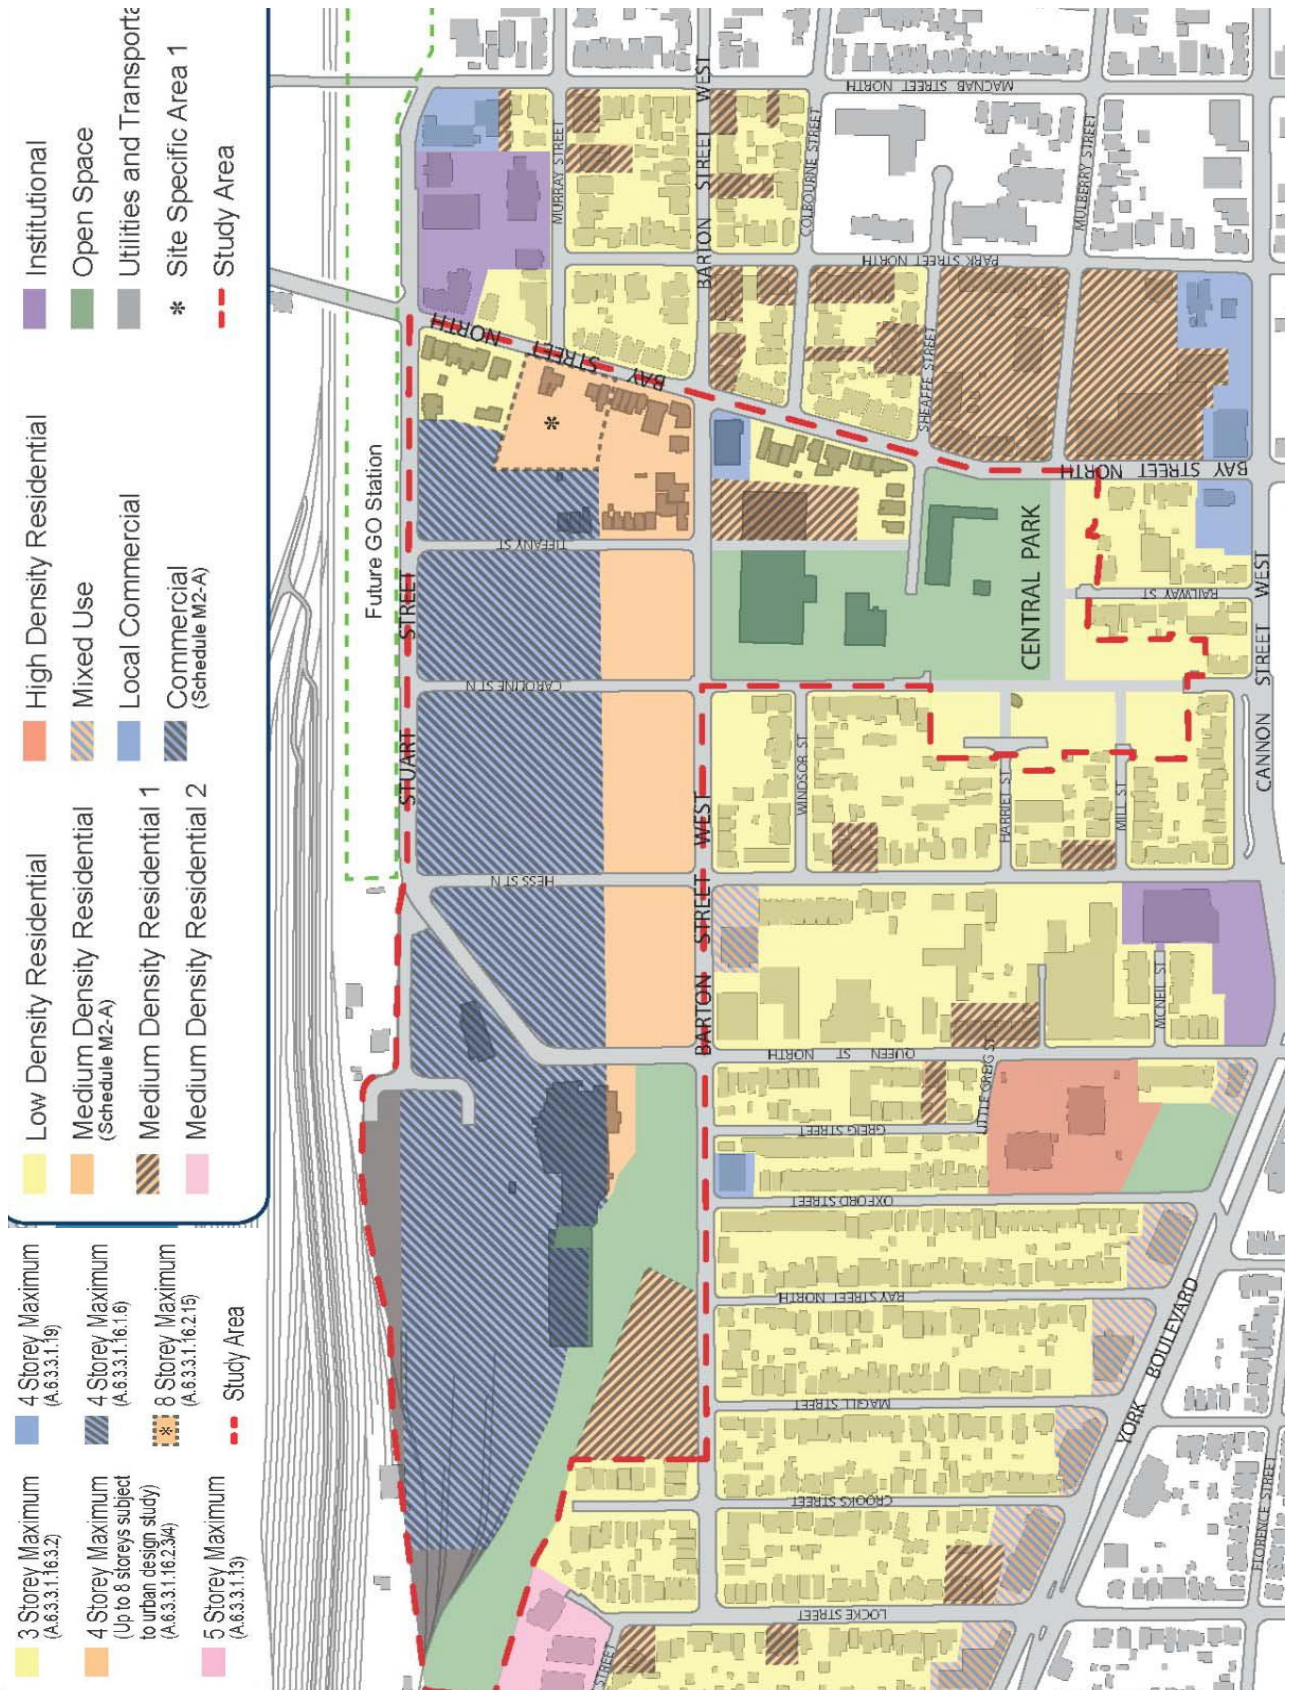 Low Density Residential
Medium Density Residential
(Schedule M2-A)
Medium Density Residential 1
Medium Density Residential 2
High Density Residential
Mixed Use
Local Commercial
Commercial
(Schedule M2-A)
Institutional
Open Space
Utilities and Transporta
* Site Specific Area 1
Study Area
3 Storey Maximum
(A.6.3.3.1.16.3.2)
4 Storey Maximum
(Up to 8 storeys subject
to urban design study)
(A.6.3.3.1.16.2.3/4)
5 Storey Maximum
(A.6.3.3.1.13)
4 Storey Maximum
(A.6.3.3.1.19)
4 Storey Maximum
(A.6.3.3.1.16.1.6)
* 8 Storey Maximum
(A.6.3.3.1.16.2.15)
Study Area
Future GO Station
STUART STREET
MURRAY STREET
BARTON STREET WEST
COLBOURNE STREET
MACNAB STREET NORTH
MULBERRY STREET
PARK STREET NORTH
SHEAFFE STREET
BAY STREET NORTH
*
BAY STREET NORTH
TIFFANY ST
CAROLINE ST N
HESS ST N
CENTRAL PARK
RAILWAY ST
CANNON STREET WEST
WINDSOR ST
HARRIET ST
MILL ST
BARTON STREET WEST
QUEEN ST NORTH
MCNEIL ST
LITTLE GREIG ST
GREIG STREET
OXFORD STREET
RAY STREET NORTH
MAGILL STREET
CROOKS STREET
LOCKE STREET
YORK BOULEVARD
FLORENCE STREET
STREET